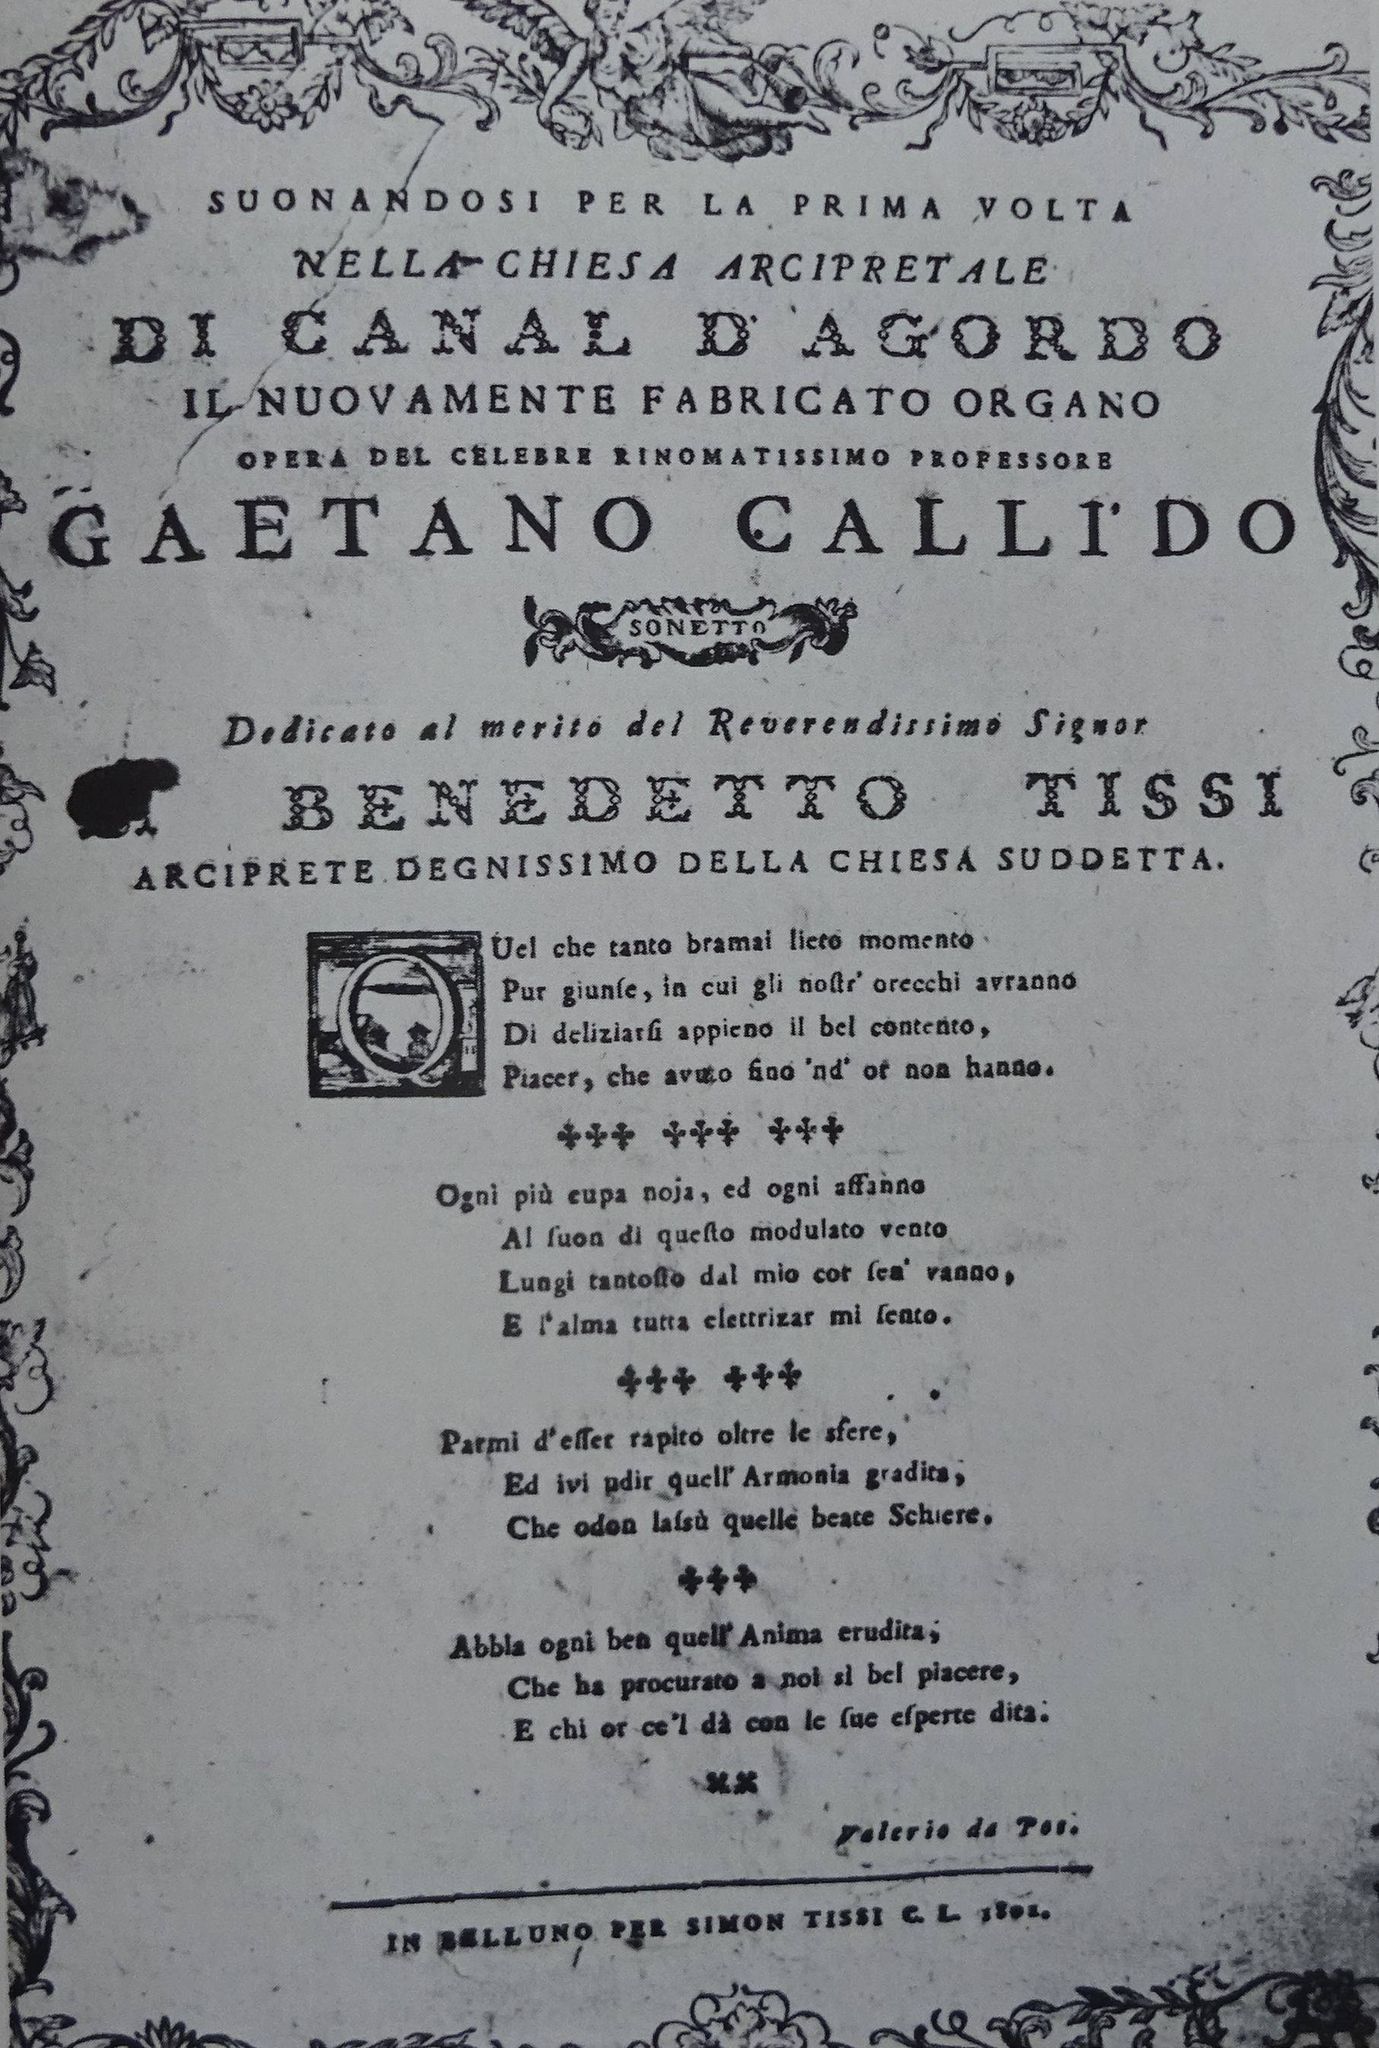 SUONANDOSI PER LA PRIMA VOLTA
NELLA CHIESA ARCIPRETALE
DI CANAL D'AGORDO
IL NUOVAMENTE FABRICATO ORGANO
OPERA DEL CELEBRE RINOMATISSIMO PROFESSORE
GAETANO CALLIDO
SONETTO
Dedicato al merito del Reverendissimo Signor
BENEDETTO TISSI
ARCIPRETE DEGNISSIMO DELLA CHIESA SUDDETTA.
QUel che tanto bramai lieto momento
Pur giunſe, in cui gli noſtr' orecchi avranno
Di deliziarſi appieno il bel contento,
Piacer, che avuto fino 'nd' or non hanno.
Ogni più cupa noja, ed ogni affanno
Al ſuon di queſto modulato vento
Lungi tantoſto dal mio cor ſen' vanno,
E l'alma tutta elettrizar mi ſento.
Parmi d'eſſer rapito oltre le sfere,
Ed ivi udir quell' Armonia gradita,
Che odon laſsù quelle beate Schiere.
Abbia ogni ben quell' Anima erudita,
Che ha procurato a noi sì bel piacere,
E chi or ce'l dà con le ſue eſperte dita.
Valerio da Pos.
IN BELLUNO PER SIMON TISSI C. L.